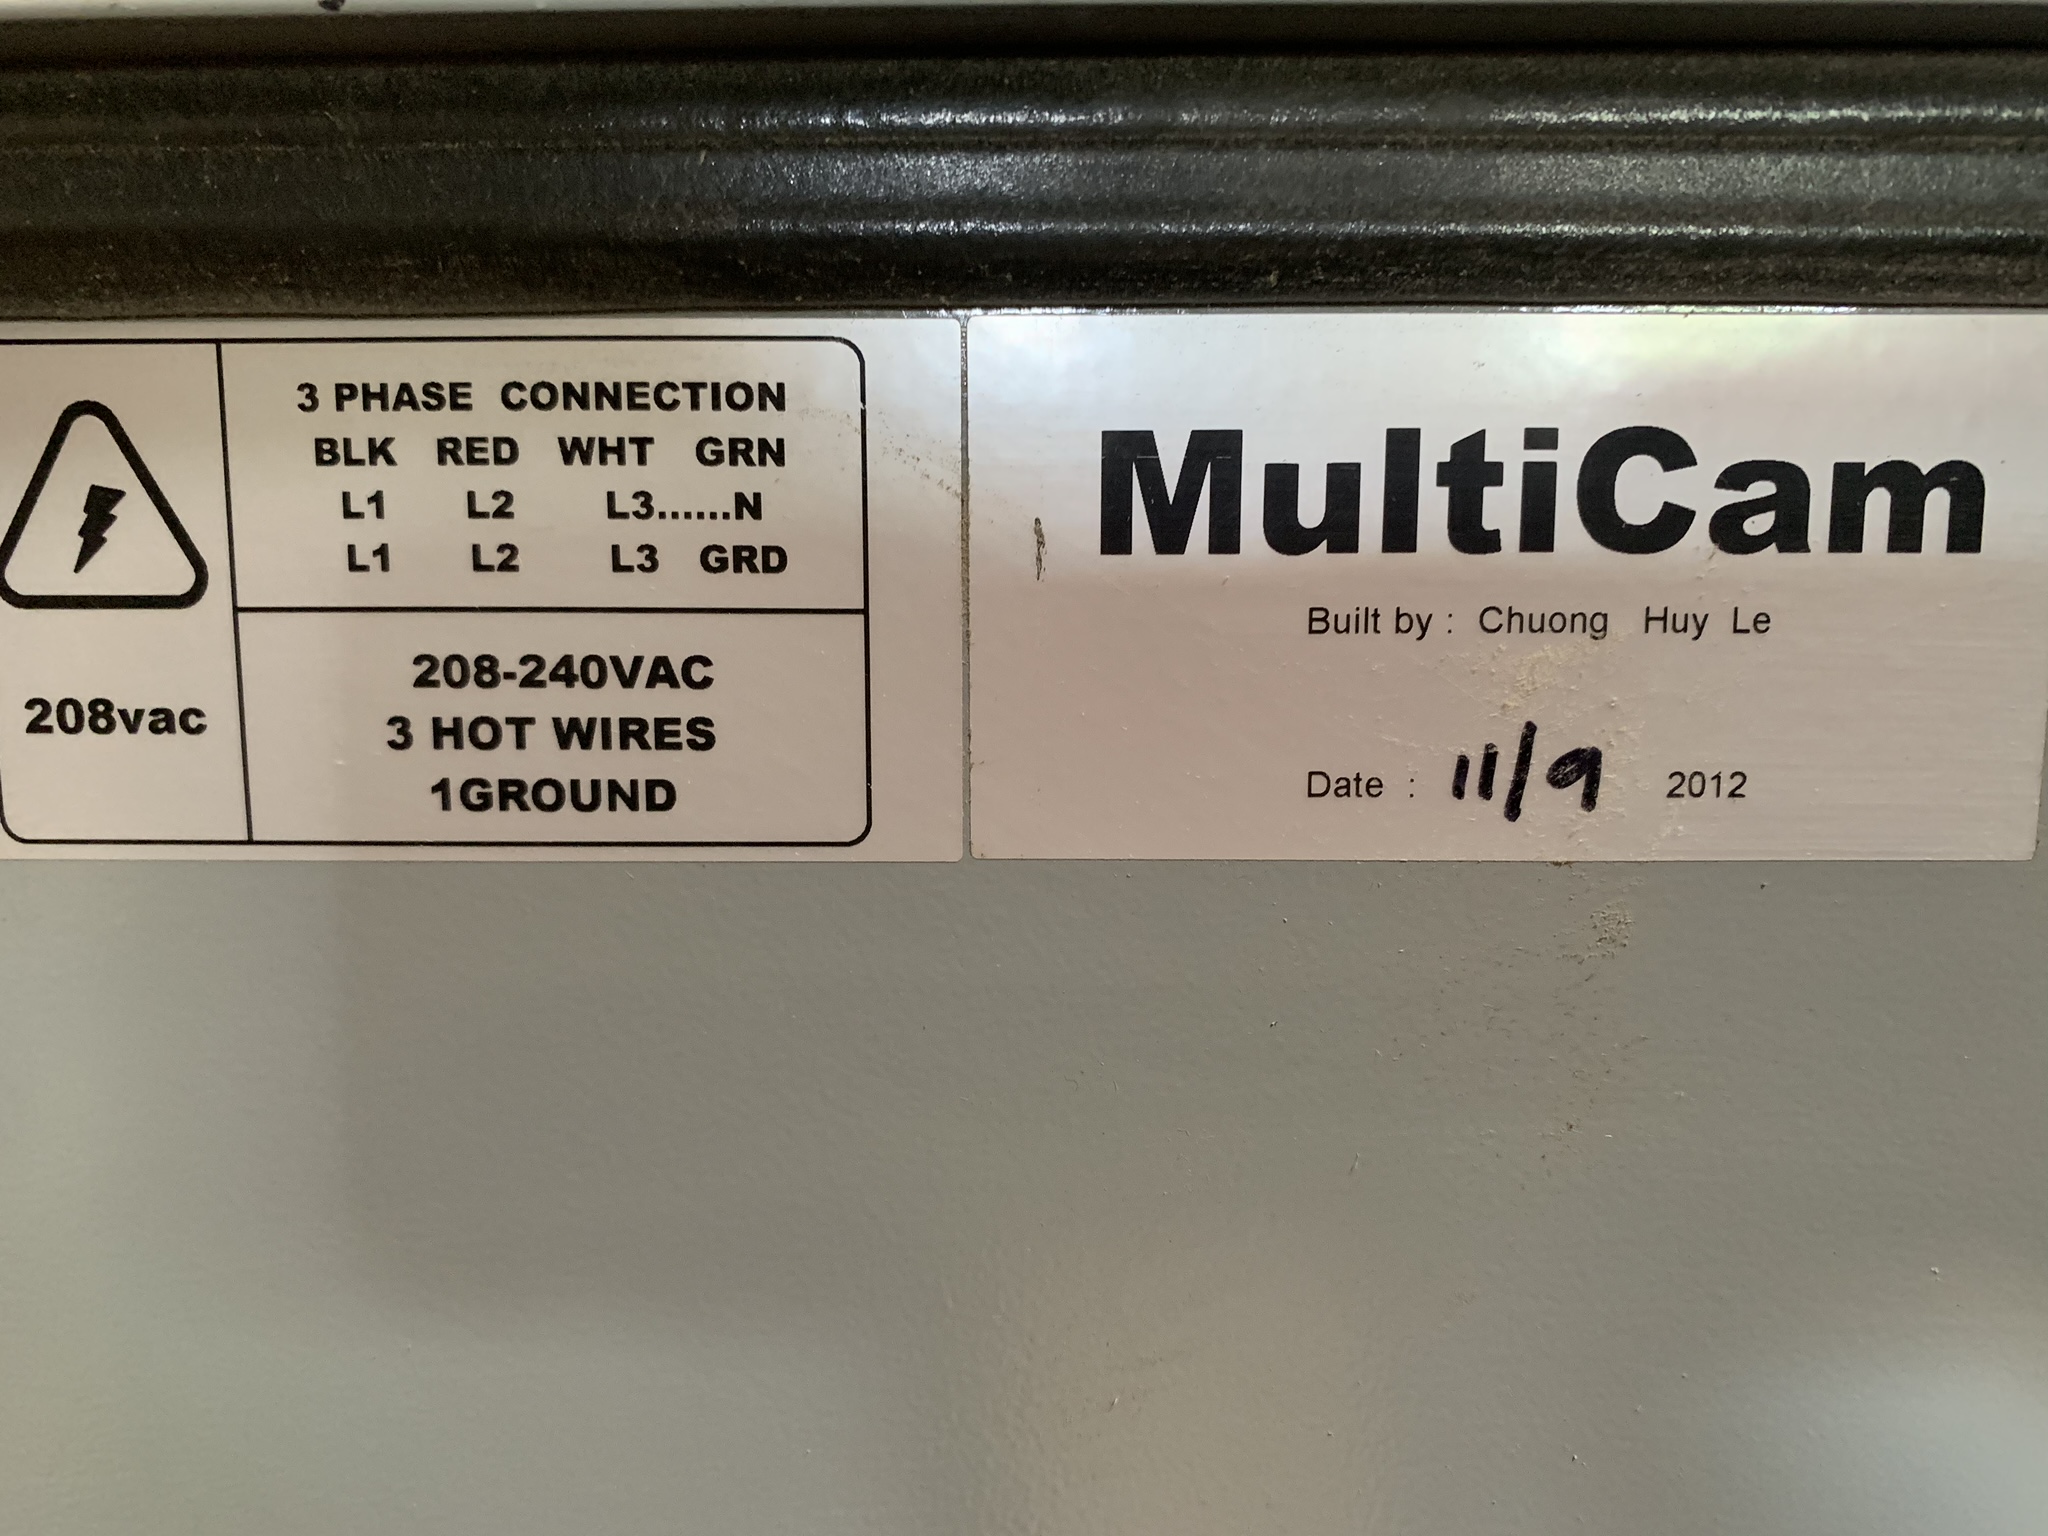 3 PHASE CONNECTION
BLK RED WHT GRN
L1 L2 L3......N
L1 L2 L3 GRD
208vac
208-240VAC
3 HOT WIRES
1GROUND
MultiCam
Built by : Chuong Huy Le
Date : 11/9 2012